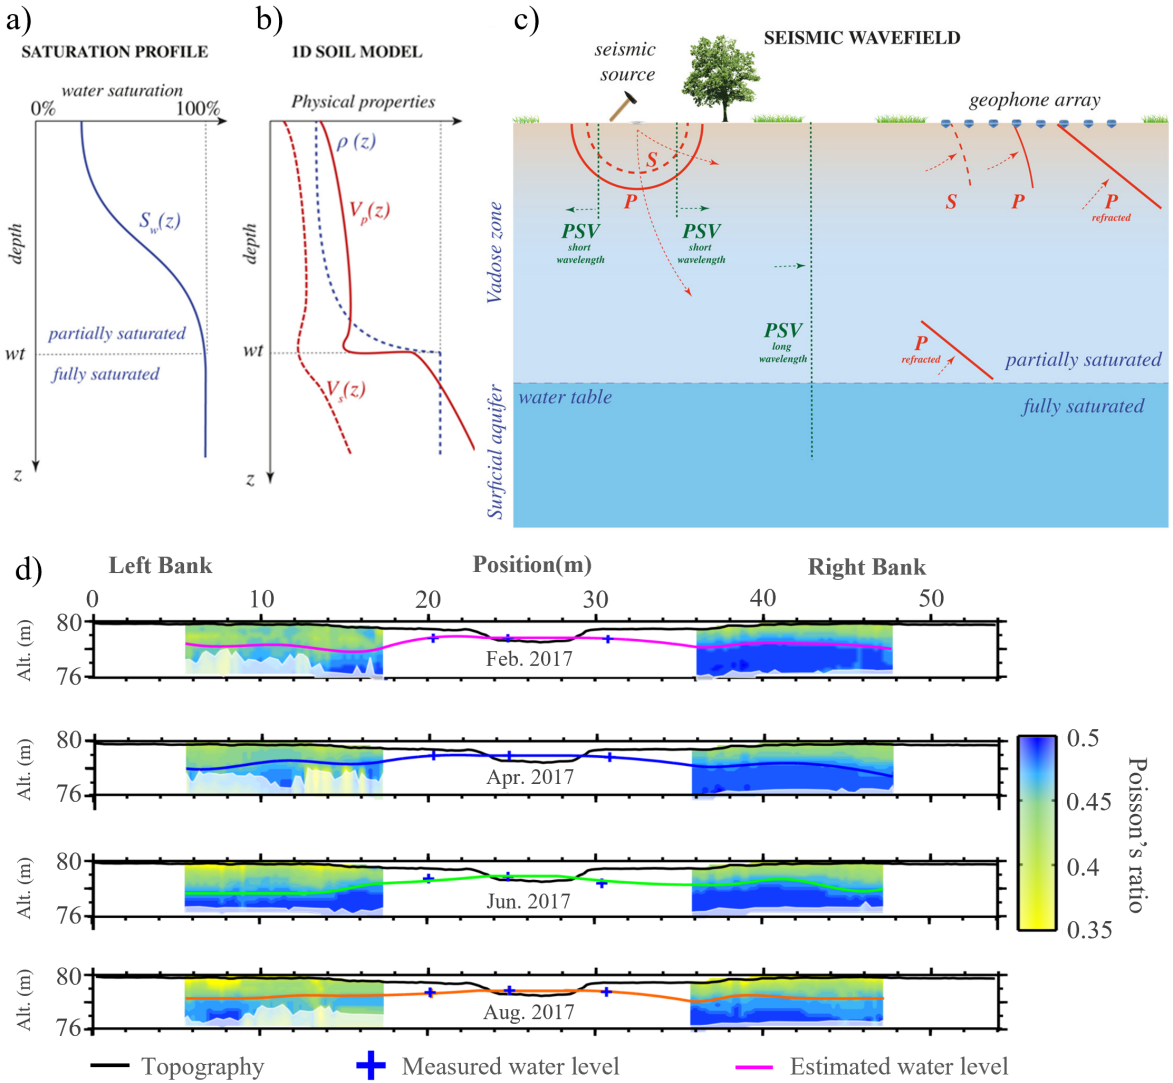 a)
SATURATION PROFILE
water saturation
0%
100%
depth
S_w(z)
partially saturated
wt
fully saturated
z
b)
1D SOIL MODEL
Physical properties
ρ (z)
V_p(z)
depth
wt
V_s(z)
z
c)
SEISMIC WAVEFIELD
seismic
source
geophone array
S
P
PSV
short
wavelength
PSV
short
wavelength
PSV
long
wavelength
S
P
P
refracted
P
refracted
Vadose zone
partially saturated
water table
fully saturated
Surficial aquifer
d)
Left Bank
Position(m)
Right Bank
0 10 20 30 40 50
80
76
Alt. (m)
Feb. 2017
80
76
Alt. (m)
Apr. 2017
80
76
Alt. (m)
Jun. 2017
80
76
Alt. (m)
Aug. 2017
0.5
0.45
0.4
0.35
Poisson's ratio
Topography
Measured water level
Estimated water level